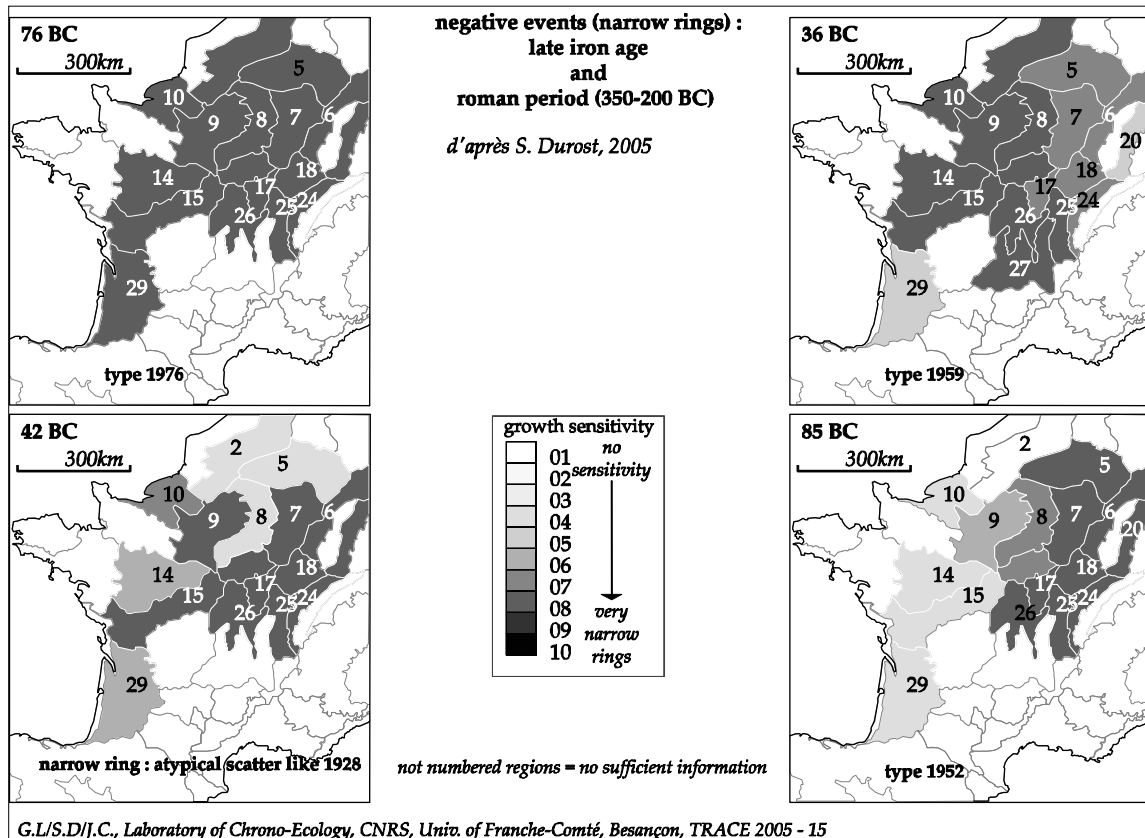 76 BC
300km
5
10
9
8
7
6
14
15
17
18
26
25
24
29
type 1976
negative events (narrow rings) :
late iron age
and
roman period (350-200 BC)
d'après S. Durost, 2005
36 BC
300km
5
10
9
8
7
6
20
14
15
17
18
26
25
24
27
29
type 1959
42 BC
300km
2
5
10
9
8
7
6
14
15
17
18
26
25
24
29
narrow ring : atypical scatter like 1928
growth sensitivity
01
02
03
04
05
06
07
08
09
10
no
sensitivity
very
narrow
rings
not numbered regions = no sufficient information
85 BC
300km
2
5
10
9
8
7
6
20
14
15
17
18
26
25
24
29
type 1952
G.L/S.D/J.C., Laboratory of Chrono-Ecology, CNRS, Univ. of Franche-Comté, Besançon, TRACE 2005 - 15